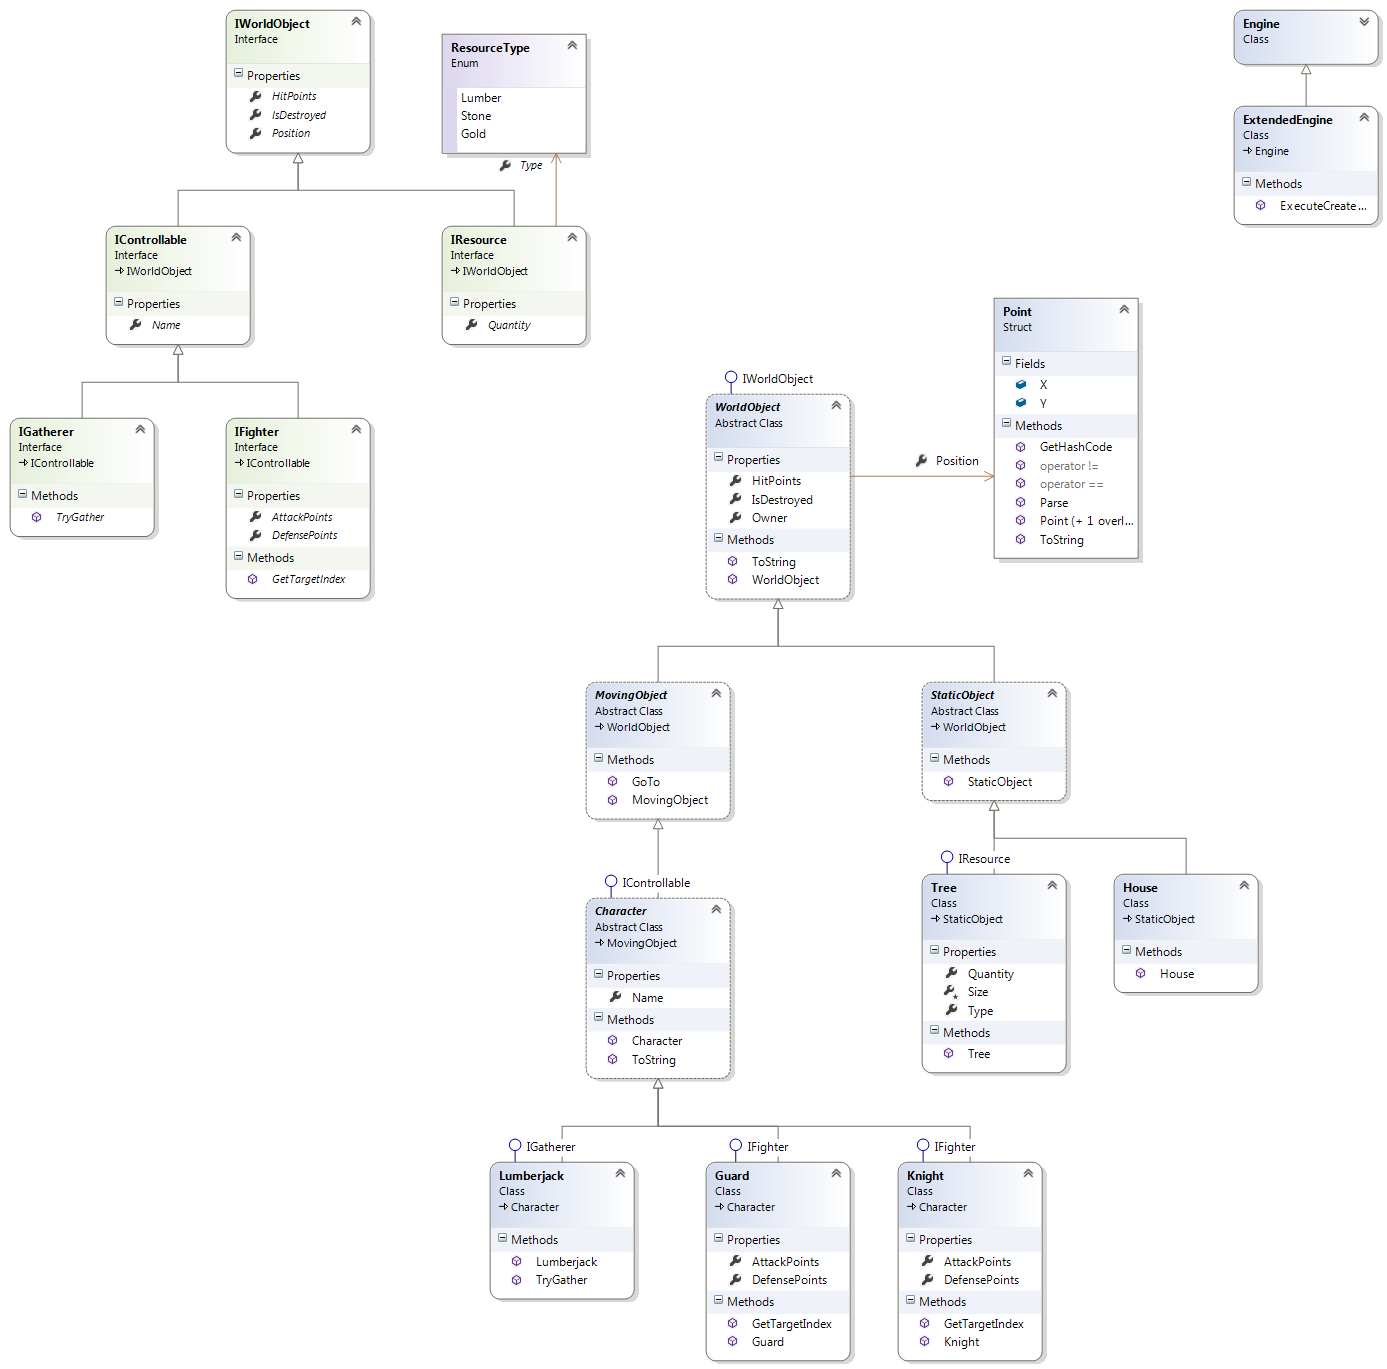 IWorldObject
Interface
Properties
HitPoints
IsDestroyed
Position
ResourceType
Enum
Lumber
Stone
Gold
Type
Engine
Class
ExtendedEngine
Class
Engine
Methods
ExecuteCreate...
IControllable
Interface
IWorldObject
Properties
Name
IResource
Interface
IWorldObject
Properties
Quantity
IGatherer
Interface
IControllable
Methods
TryGather
IFighter
Interface
IControllable
Properties
AttackPoints
DefensePoints
Methods
GetTargetIndex
IWorldObject
WorldObject
Abstract Class
Properties
HitPoints
IsDestroyed
Owner
Methods
ToString
WorldObject
Position
Point
Struct
Fields
X
Y
Methods
GetHashCode
operator !=
operator ==
Parse
Point (+ 1 overl...
ToString
MovingObject
Abstract Class
WorldObject
Methods
GoTo
MovingObject
StaticObject
Abstract Class
WorldObject
Methods
StaticObject
IControllable
Character
Abstract Class
MovingObject
Properties
Name
Methods
Character
ToString
IResource
Tree
Class
StaticObject
Properties
Quantity
Size
Type
Methods
Tree
House
Class
StaticObject
Methods
House
IGatherer
Lumberjack
Class
Character
Methods
Lumberjack
TryGather
IFighter
Guard
Class
Character
Properties
AttackPoints
DefensePoints
Methods
GetTargetIndex
Guard
IFighter
Knight
Class
Character
Properties
AttackPoints
DefensePoints
Methods
GetTargetIndex
Knight